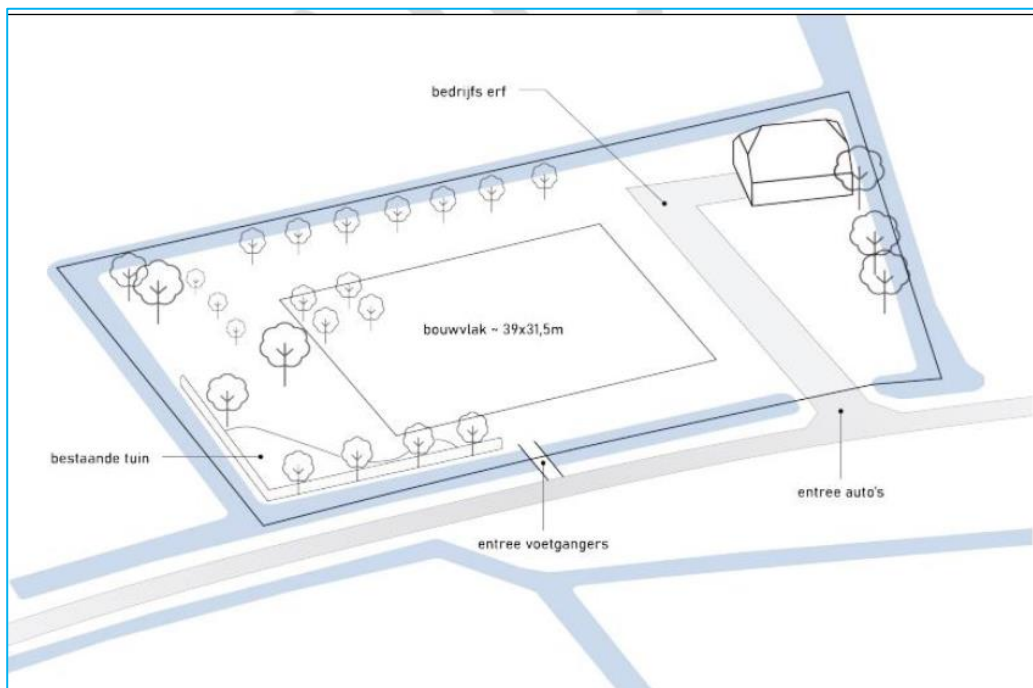 bedrijfs erf
bouwvlak ~ 39x31,5m
bestaande tuin
entree auto's
entree voetgangers